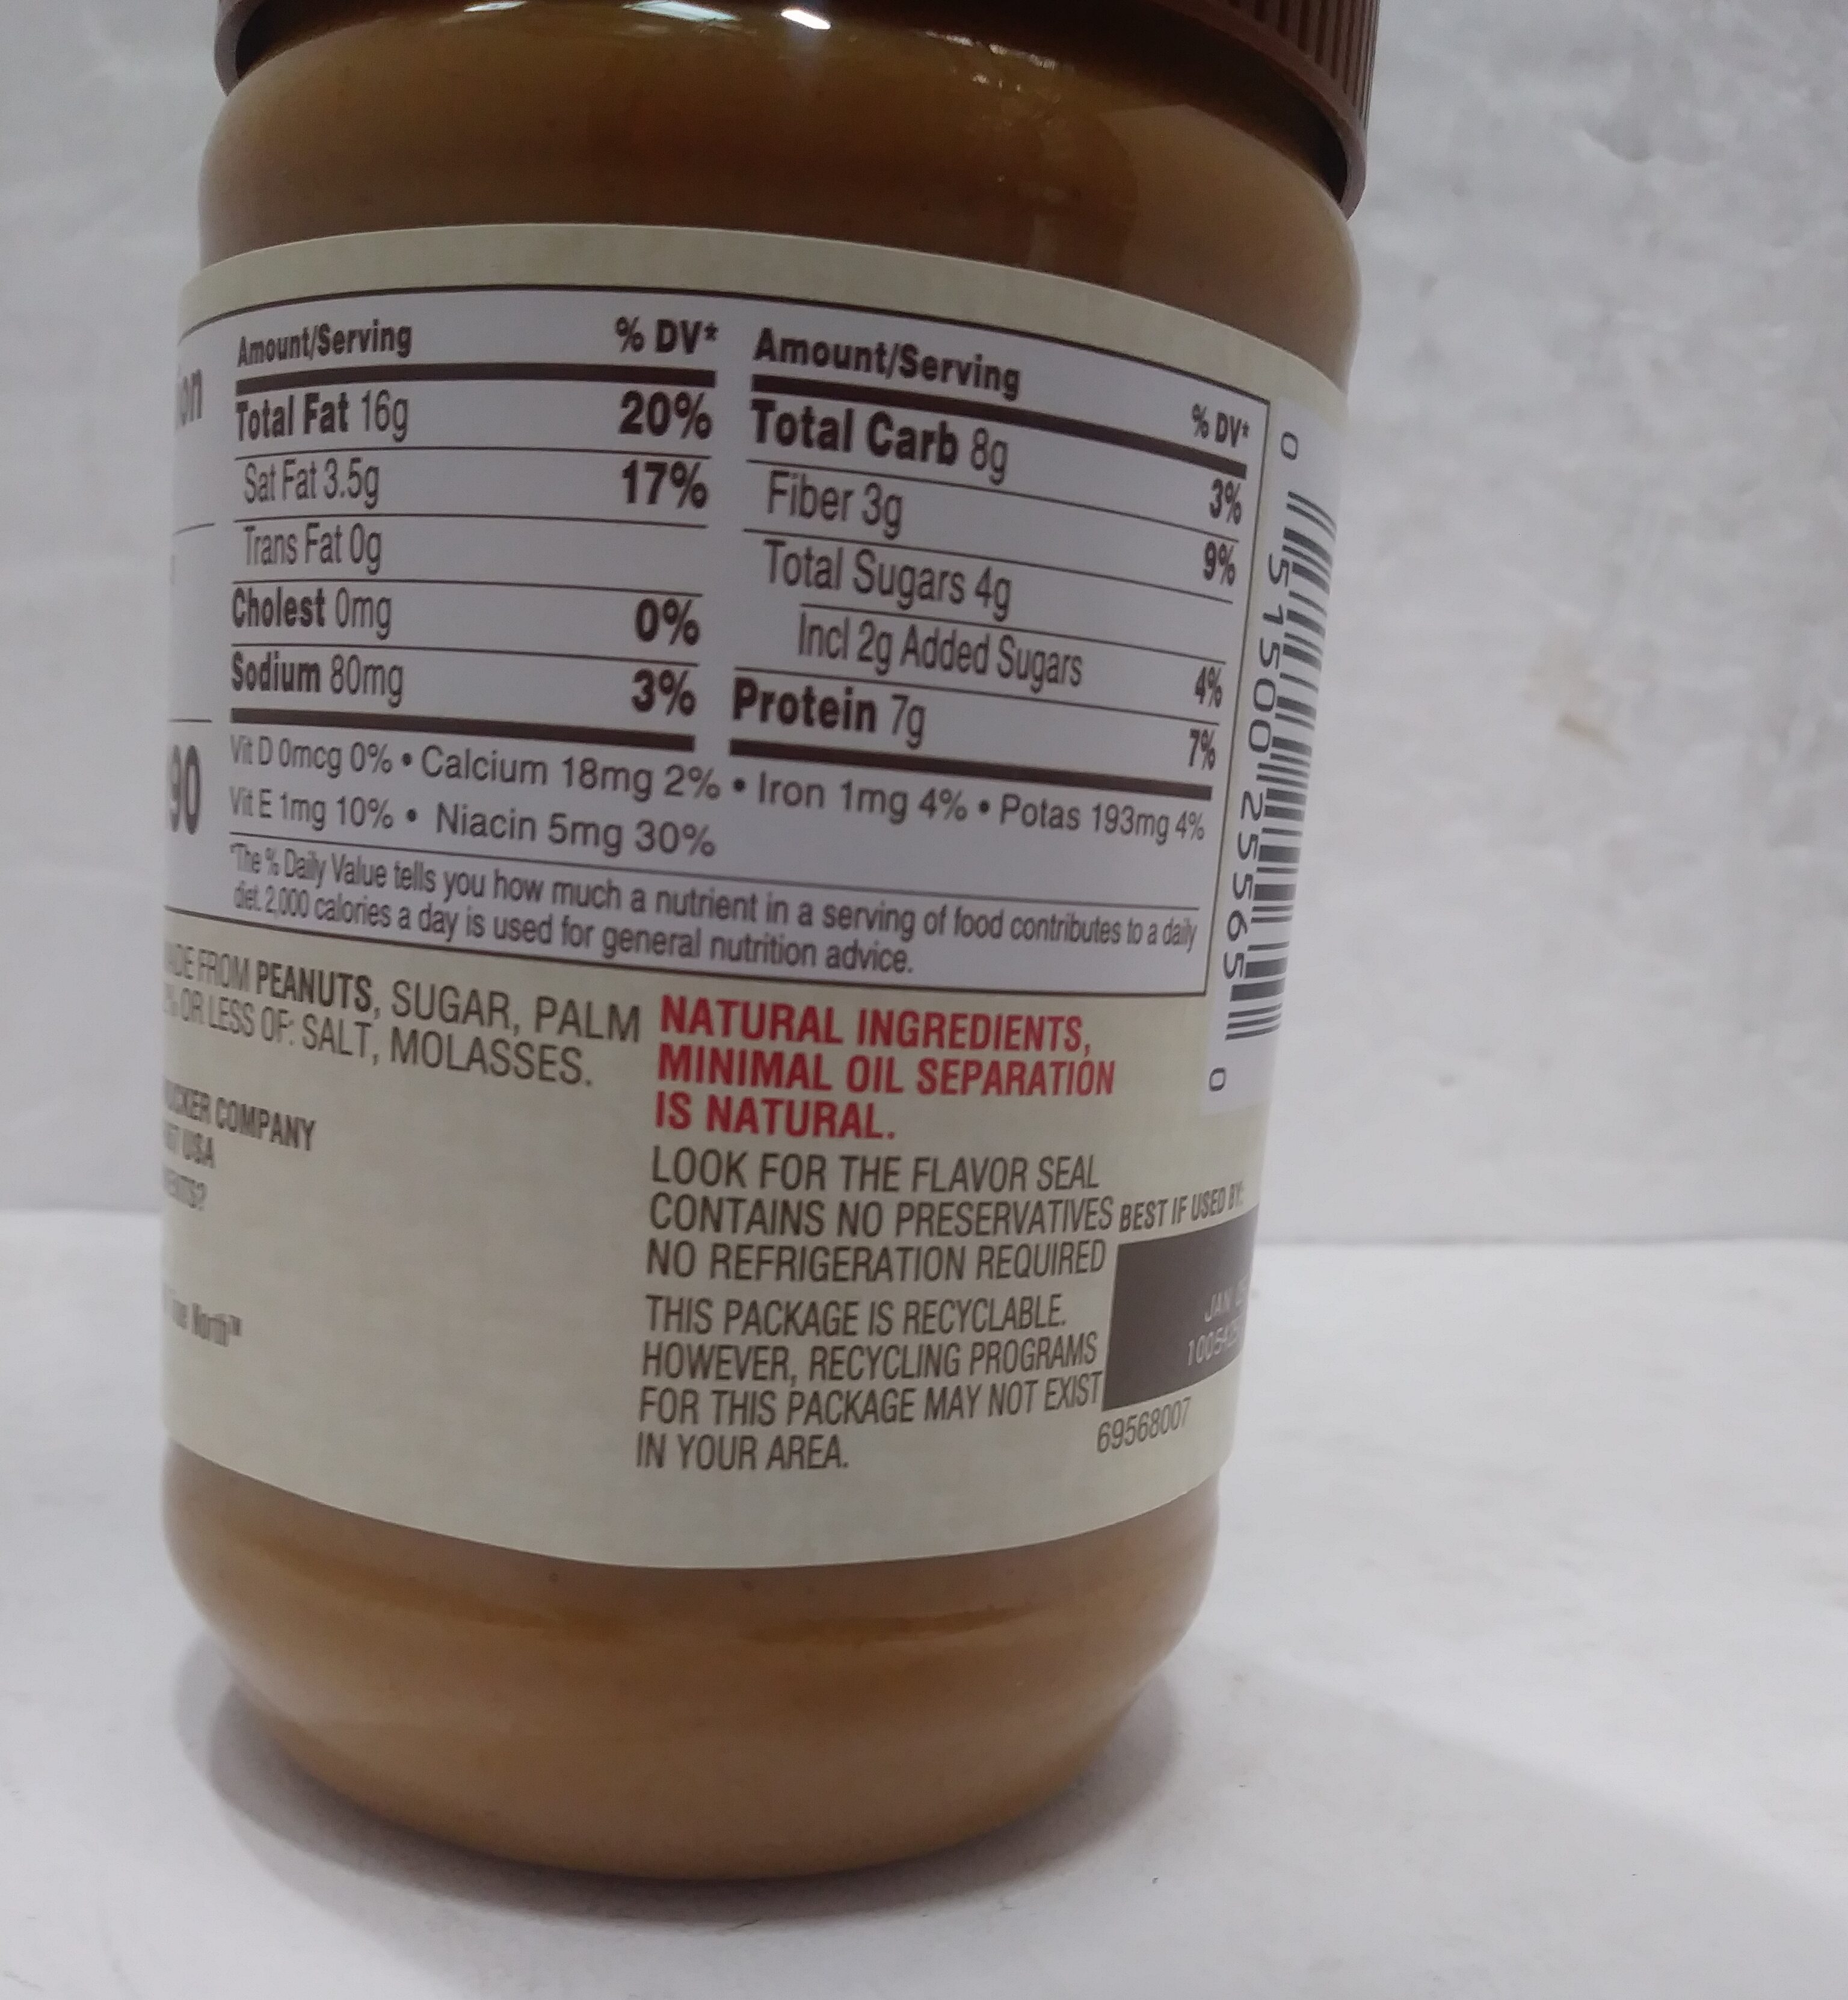 Amount/Serving % DV*
Total Fat 16g 20%
Sat Fat 3.5g 17%
Trans Fat 0g
Cholest 0mg 0%
Sodium 80mg 3%
Amount/Serving % DV*
Total Carb 8g 3%
Fiber 3g 9%
Total Sugars 4g
Incl 2g Added Sugars 4%
Protein 7g 7%
Vit D 0mcg 0% • Calcium 18mg 2% • Iron 1mg 4% • Potas 193mg 4%
Vit E 1mg 10% • Niacin 5mg 30%
*The % Daily Value tells you how much a nutrient in a serving of food contributes to a daily
diet. 2,000 calories a day is used for general nutrition advice.
90
FROM PEANUTS, SUGAR, PALM
OR LESS OF: SALT, MOLASSES.
COMPANY
USA
North™
NATURAL INGREDIENTS,
MINIMAL OIL SEPARATION
IS NATURAL.
LOOK FOR THE FLAVOR SEAL
CONTAINS NO PRESERVATIVES
NO REFRIGERATION REQUIRED
THIS PACKAGE IS RECYCLABLE.
HOWEVER, RECYCLING PROGRAMS
FOR THIS PACKAGE MAY NOT EXIST
IN YOUR AREA.
BEST IF USED BY:
JAN
69568007
0 51500 25565 0